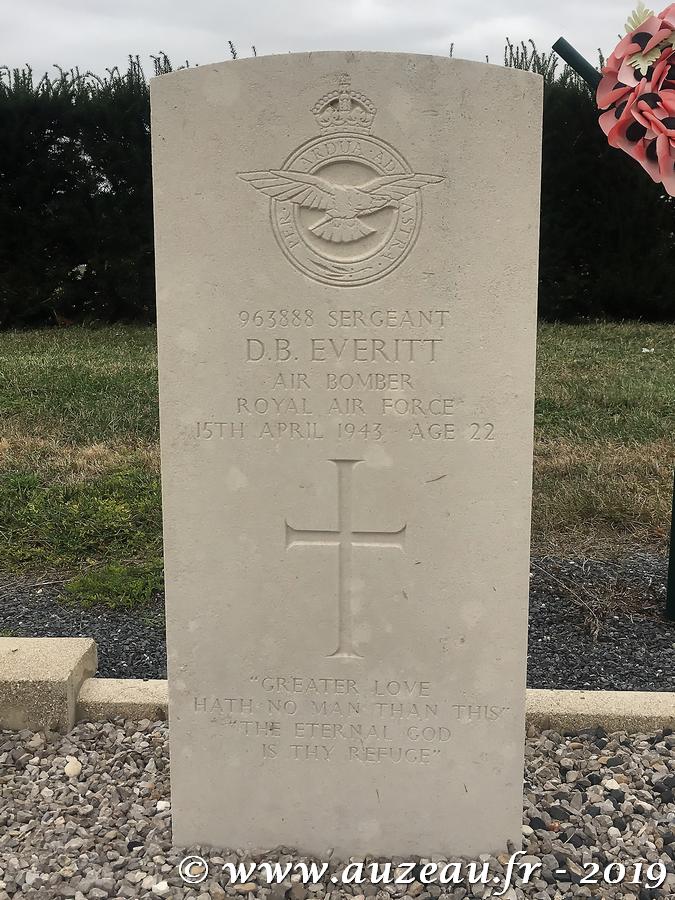 PER ARDUA AD ASTRA
963888 SERGEANT
D.B. EVERITT
AIR BOMBER
ROYAL AIR FORCE
15TH APRIL 1943 AGE 22
"GREATER LOVE
HATH NO MAN THAN THIS"
"THE ETERNAL GOD
IS THY REFUGE"
© www.auzeau.fr - 2019